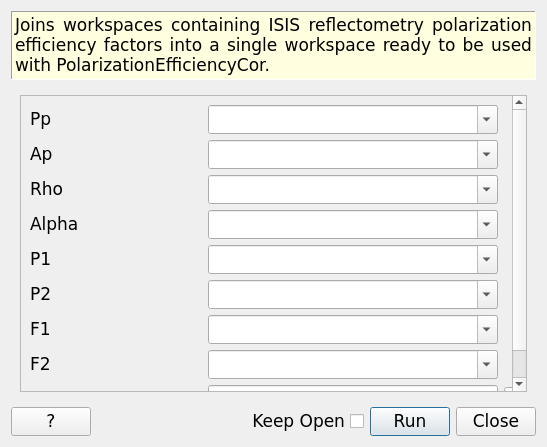 Joins workspaces containing ISIS reflectometry polarization
efficiency factors into a single workspace ready to be used
with PolarizationEfficiencyCor.
Pp
Ap
Rho
Alpha
P1
P2
F1
F2
?
Keep Open
Run
Close